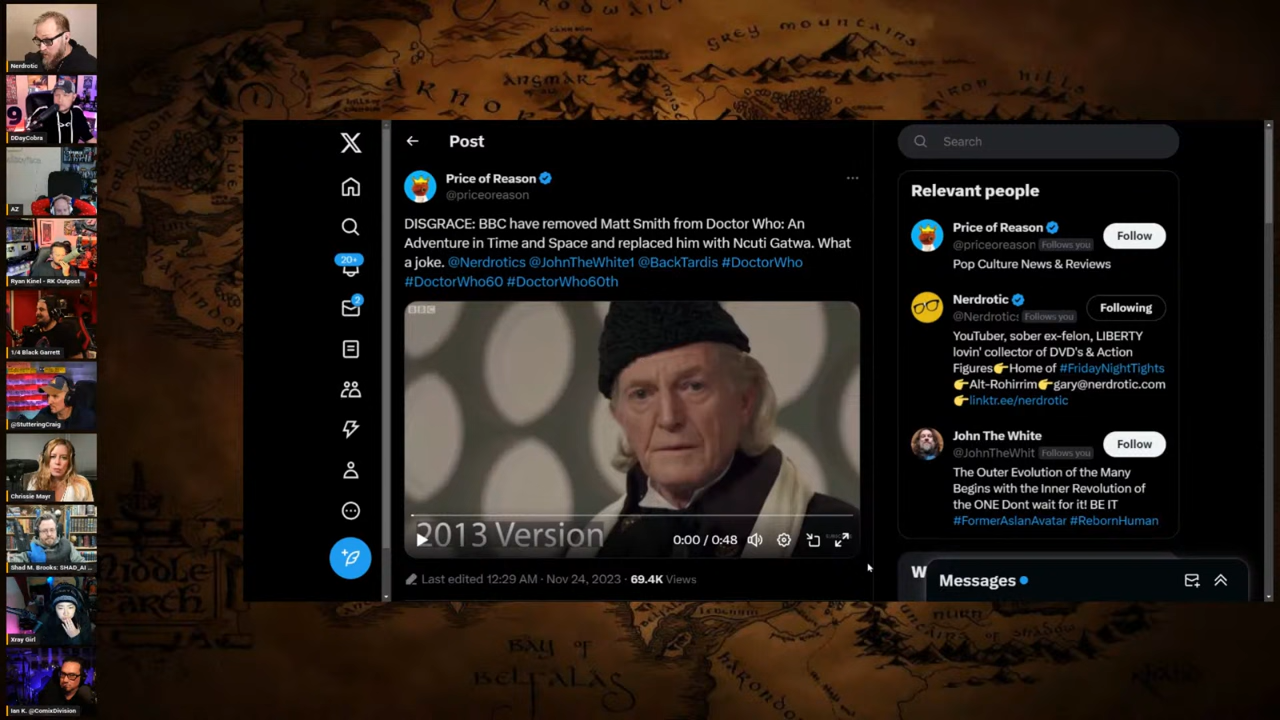 Nerdrotic
DDayCobra
AZ
Ryan Kinel - RK Outpost
1/4 Black Garrett
@StutteringCraig
Chrissie Mayr
Shad M. Brooks: SHAD_AI ...
Xray Girl
Ian K. @ComixDivision
GREY MOUNTAINS
ANGMAR
ARNOR
IRON HILLS
20+
2
Post
Price of Reason
@priceoreason
DISGRACE: BBC have removed Matt Smith from Doctor Who: An
Adventure in Time and Space and replaced him with Ncuti Gatwa. What
a joke. @Nerdrotics @JohnTheWhite1 @BackTardis #DoctorWho
#DoctorWho60 #DoctorWho60th
BBC
2013 Version
0:00 / 0:48
Last edited 12:29 AM · Nov 24, 2023 · 69.4K Views
Search
Relevant people
Price of Reason
@priceoreason Follows you
Follow
Pop Culture News & Reviews
Nerdrotic
@Nerdrotic: Follows you
Following
YouTuber, sober ex-felon, LIBERTY
lovin' collector of DVD's & Action
Figures👉Home of #FridayNightTights
👉Alt-Rohirrim👉gary@nerdrotic.com
👉linktr.ee/nerdrotic
John The White
@JohnTheWhit Follows you
Follow
The Outer Evolution of the Many
Begins with the Inner Revolution of
the ONE Dont wait for it! BE IT
#FormerAslanAvatar #RebornHuman
W
Messages
MIDDLE
EARTH
BAY OF
BELFALAS